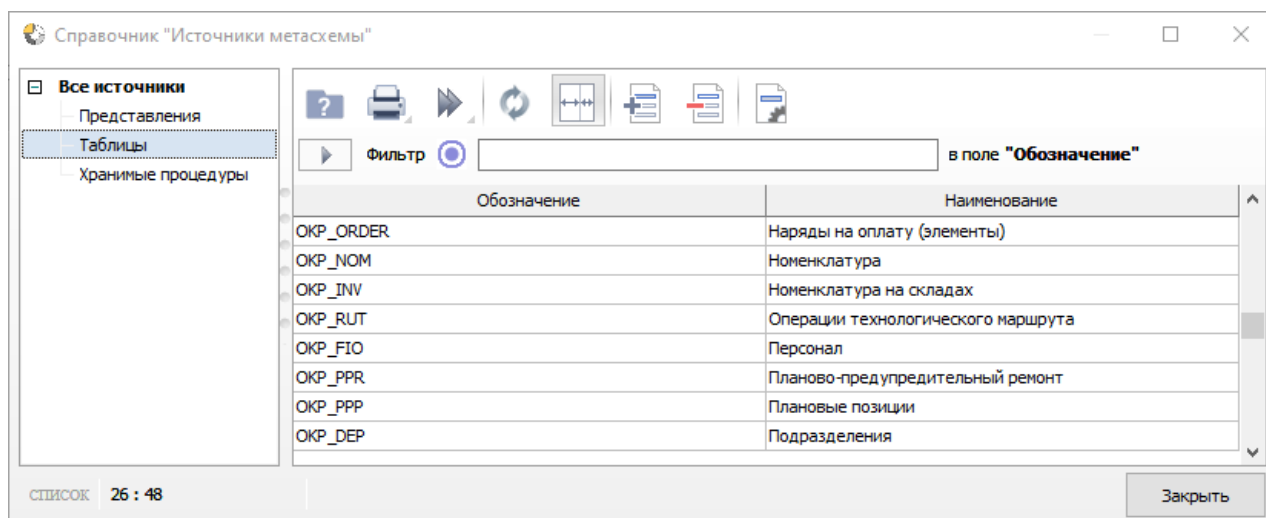 Справочник "Источники метасхемы"
Все источники
Представления
Таблицы
Хранимые процедуры
?
Фильтр в поле "Обозначение"
Обозначение Наименование
OKP_ORDER Наряды на оплату (элементы)
OKP_NOM Номенклатура
OKP_INV Номенклатура на складах
OKP_RUT Операции технологического маршрута
OKP_FIO Персонал
OKP_PPR Планово-предупредительный ремонт
OKP_PPP Плановые позиции
OKP_DEP Подразделения
СПИСОК 26 : 48
Закрыть